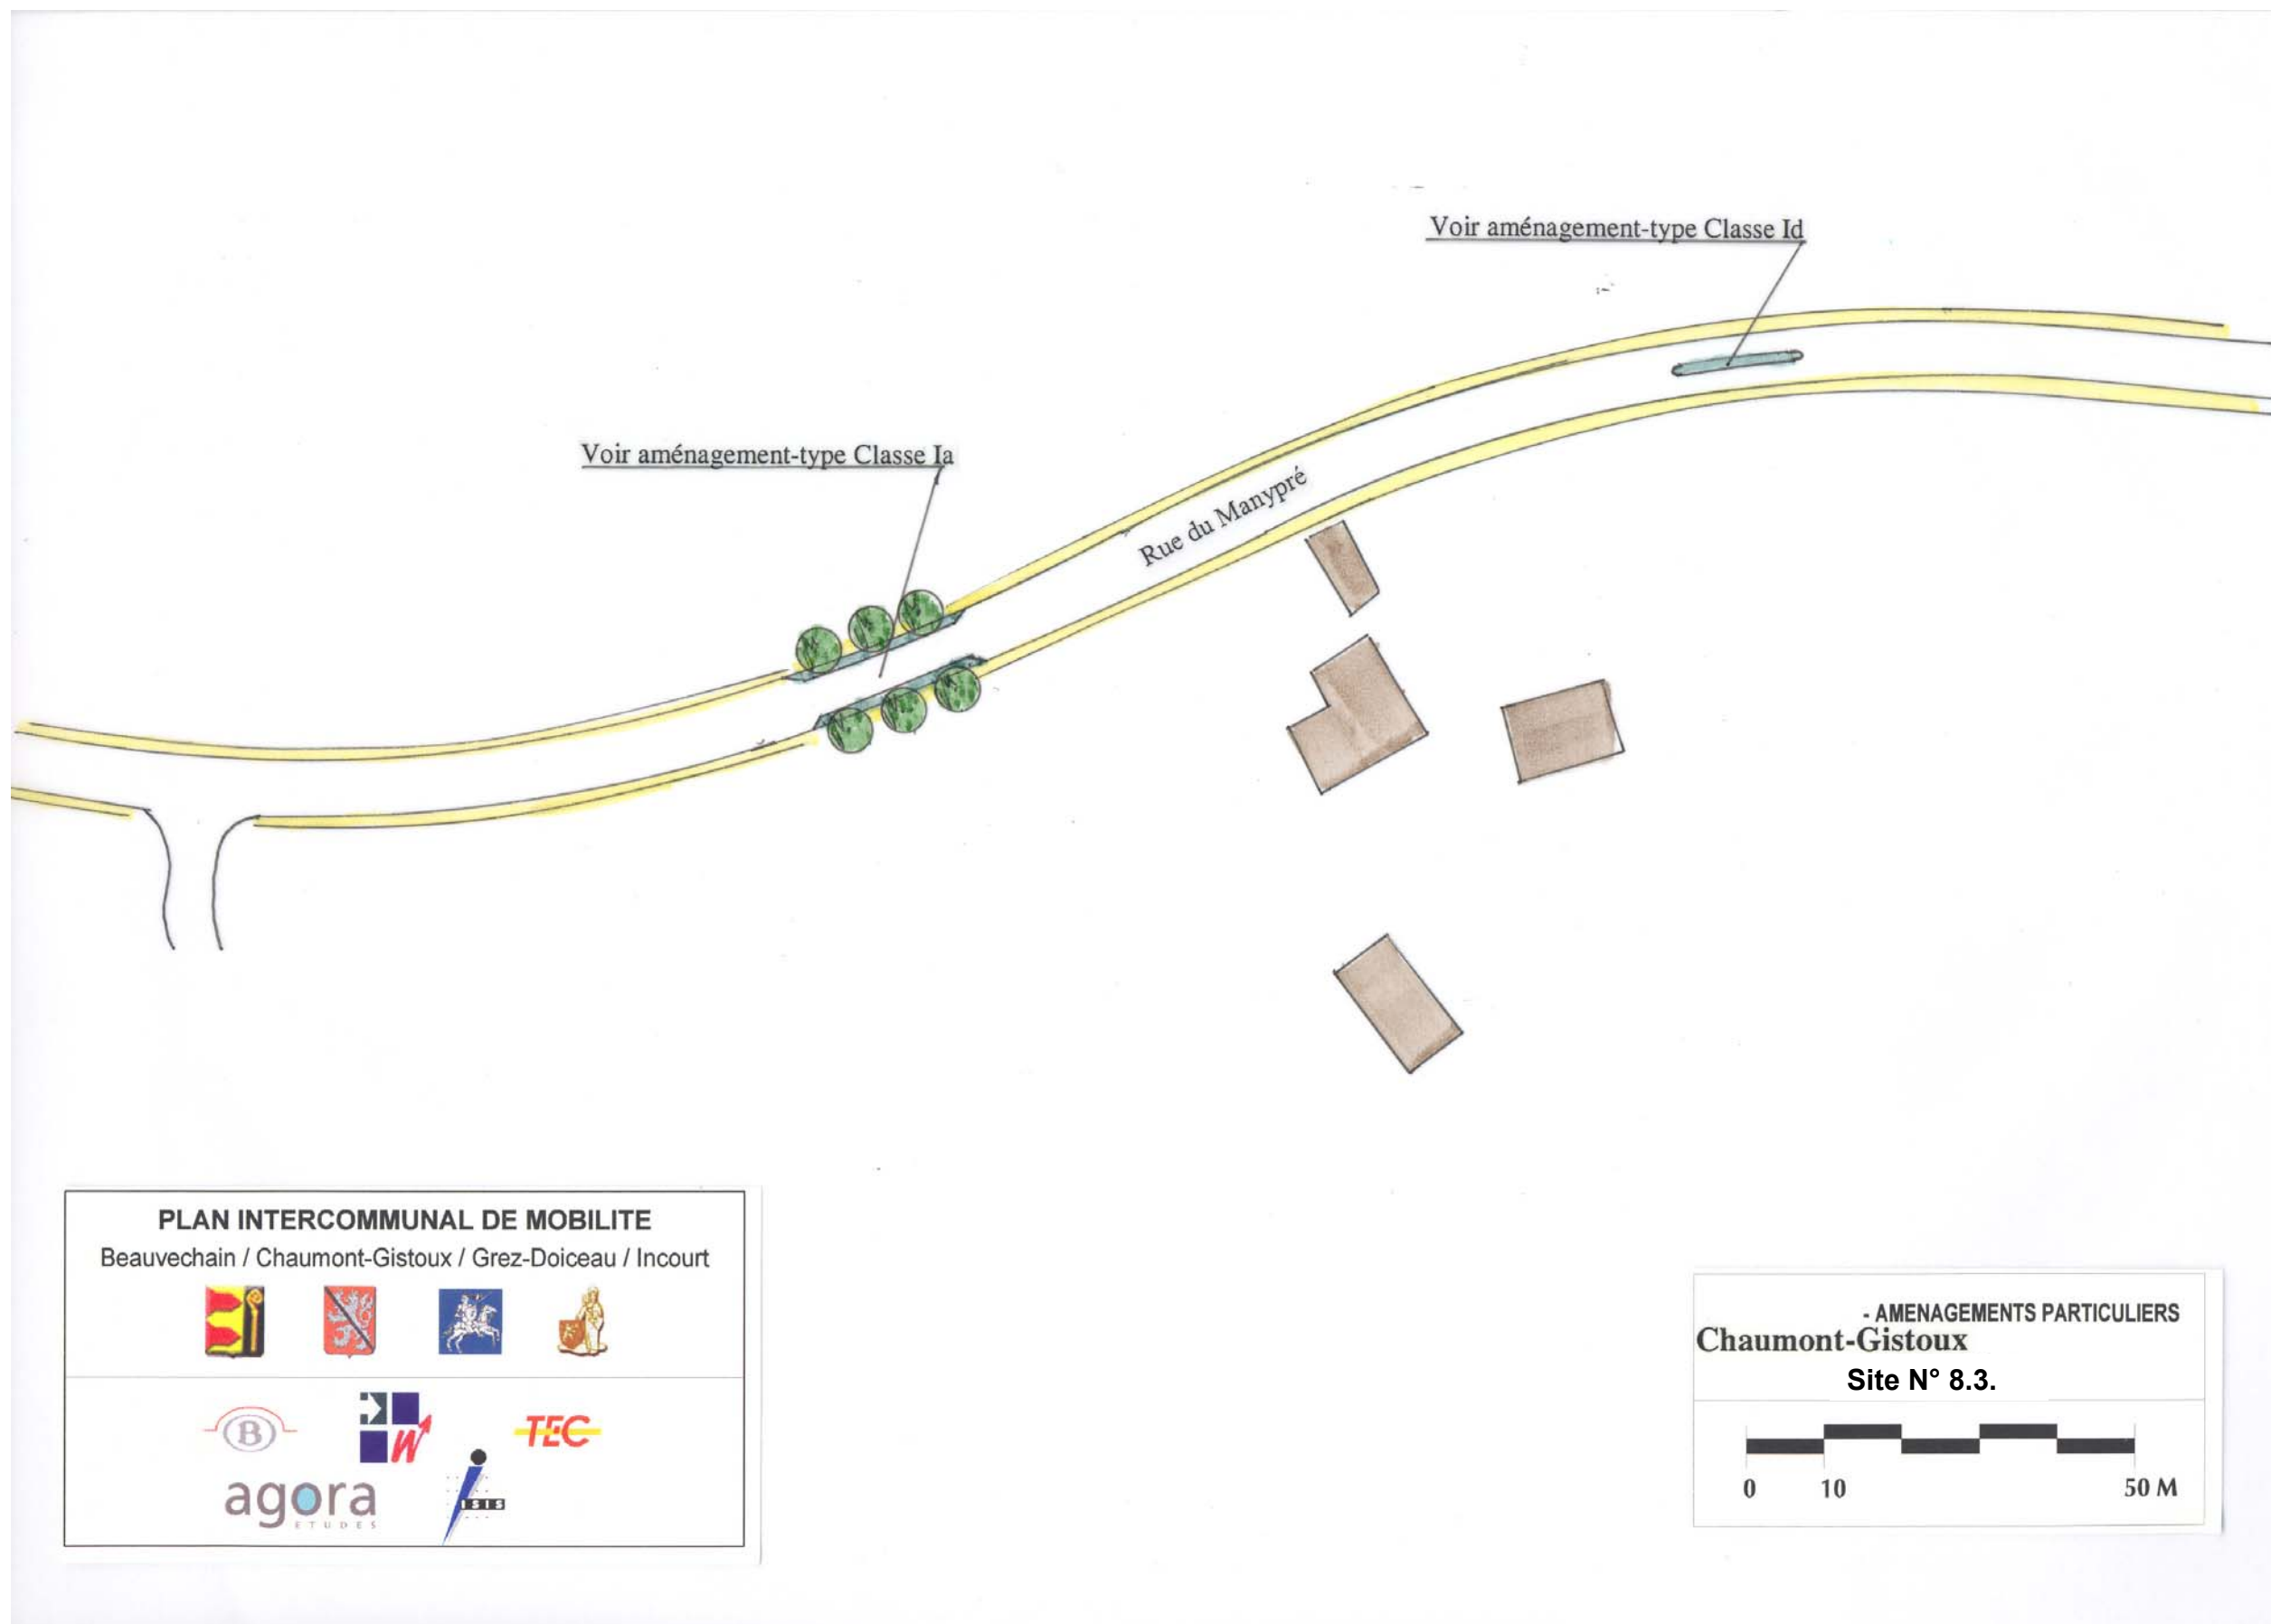 Voir aménagement-type Classe Id
Voir aménagement-type Classe Ia
Rue du Manypré
PLAN INTERCOMMUNAL DE MOBILITE
Beauvechain / Chaumont-Gistoux / Grez-Doiceau / Incourt
B
W
TEC
agora
ETUDES
ISIS
- AMENAGEMENTS PARTICULIERS
Chaumont-Gistoux
Site N° 8.3.
0 10 50 M